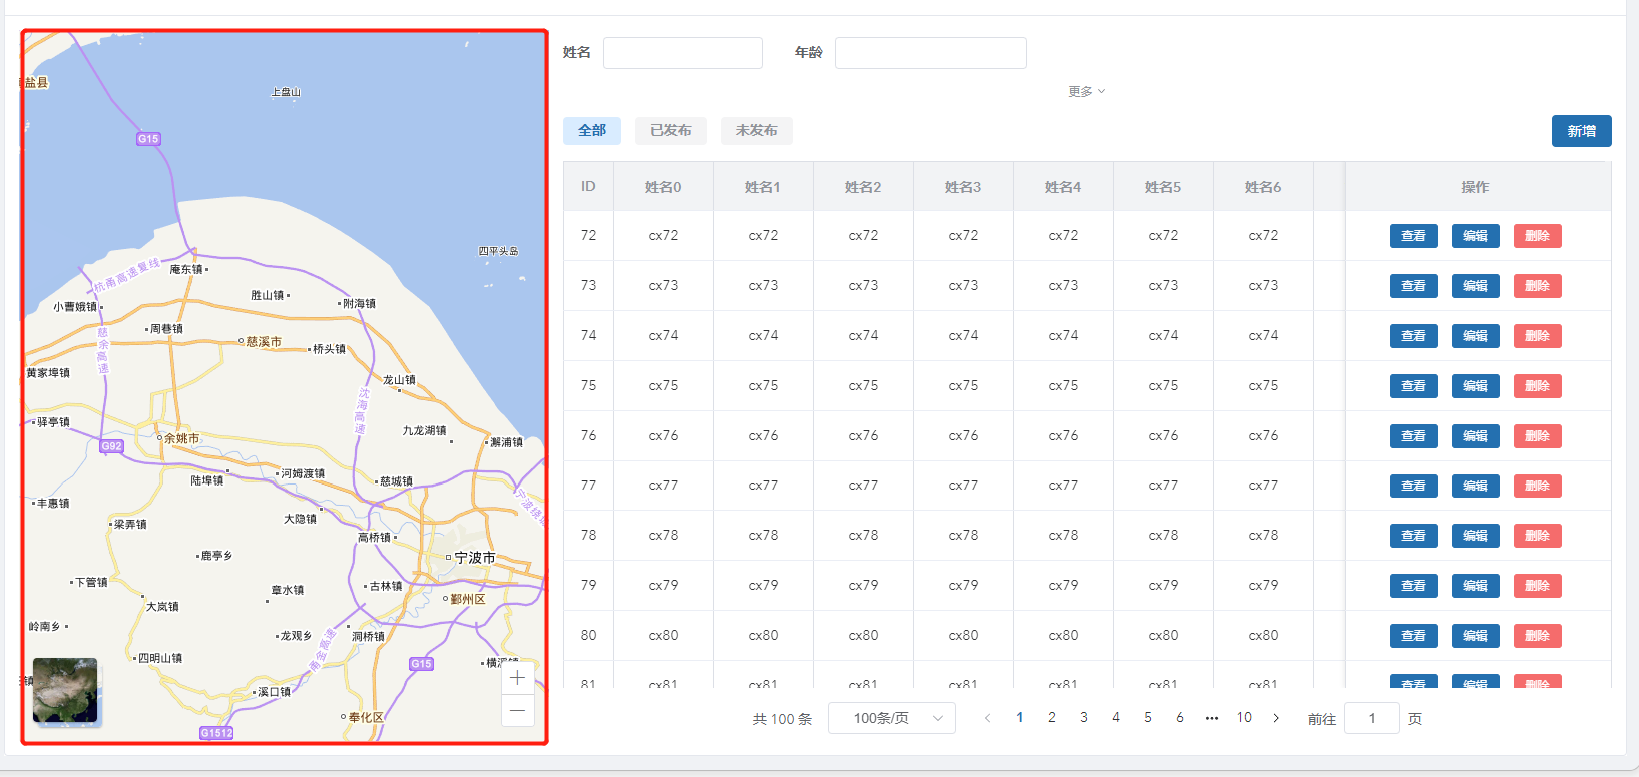 姓名
年龄
更多
全部
已发布
未发布
新增
ID 姓名0 姓名1 姓名2 姓名3 姓名4 姓名5 姓名6 操作
72 cx72 cx72 cx72 cx72 cx72 cx72 cx72 查看 编辑 删除
73 cx73 cx73 cx73 cx73 cx73 cx73 cx73 查看 编辑 删除
74 cx74 cx74 cx74 cx74 cx74 cx74 cx74 查看 编辑 删除
75 cx75 cx75 cx75 cx75 cx75 cx75 cx75 查看 编辑 删除
76 cx76 cx76 cx76 cx76 cx76 cx76 cx76 查看 编辑 删除
77 cx77 cx77 cx77 cx77 cx77 cx77 cx77 查看 编辑 删除
78 cx78 cx78 cx78 cx78 cx78 cx78 cx78 查看 编辑 删除
79 cx79 cx79 cx79 cx79 cx79 cx79 cx79 查看 编辑 删除
80 cx80 cx80 cx80 cx80 cx80 cx80 cx80 查看 编辑 删除
81 cx81 cx81 cx81 cx81 cx81 cx81 cx81 查看 编辑 删除
共 100 条 100条/页 1 2 3 4 5 6 ••• 10 前往 1 页
盐县
上盘山
G15
四平头岛
杭甬高速复线
庵东镇
胜山镇
附海镇
小曹娥镇
周巷镇
慈余高速
慈溪市
桥头镇
黄家埠镇
龙山镇
沈海高速
驿亭镇
九龙湖镇
余姚市
G92
澥浦镇
河姆渡镇
陆埠镇
慈城镇
宁波绕城
丰惠镇
大隐镇
梁弄镇
高桥镇
鹿亭乡
宁波市
下管镇
章水镇
古林镇
鄞州区
大岚镇
岭南乡
龙观乡
洞桥镇
甬金高速
四明山镇
G15
横溪镇
镇
溪口镇
奉化区
G1512